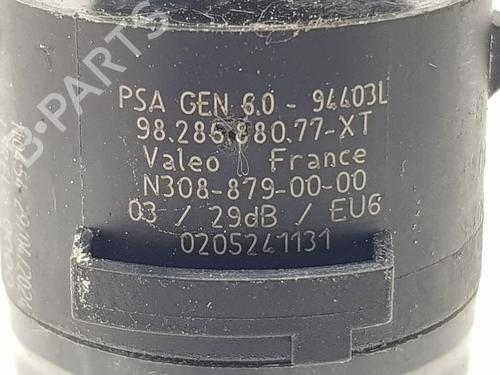 PSA GEN 6.0 - 94403L
98.286.880.77-XT
Valeo France
N308-879-00-00
03 / 29dB / EU6
0205241131
B-PARTS